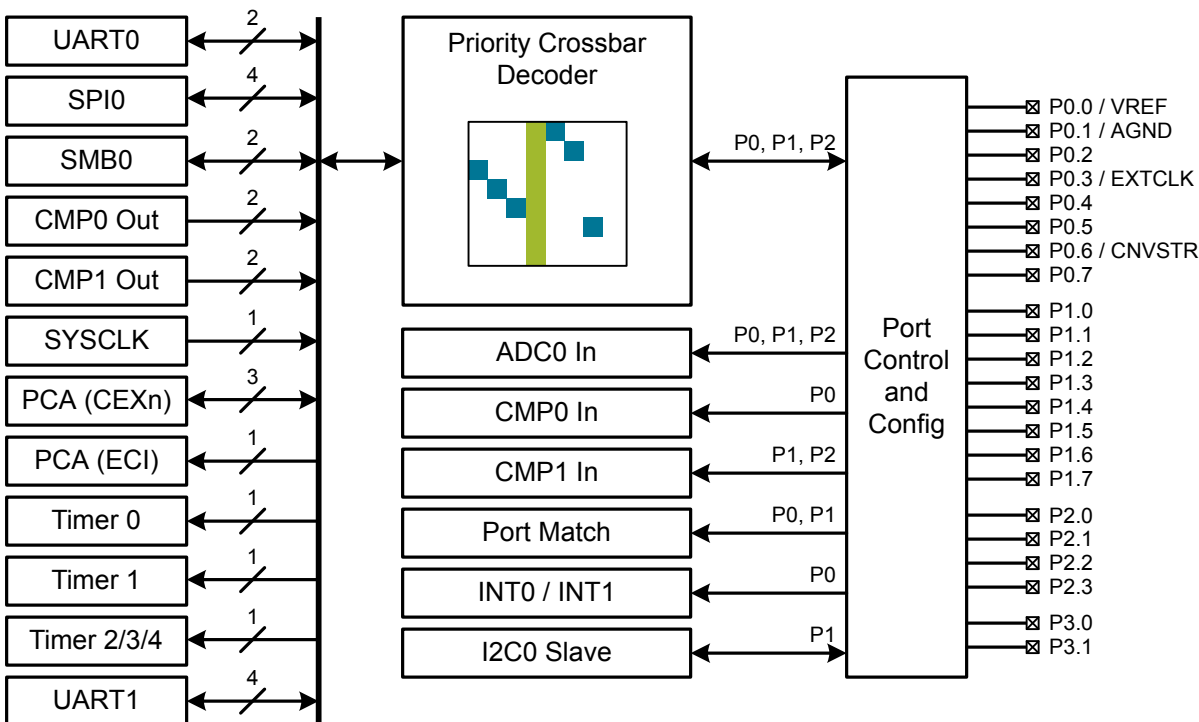 UART0
2
SPI0
4
SMB0
2
CMP0 Out
2
CMP1 Out
2
SYSCLK
1
PCA (CEXn)
3
PCA (ECI)
1
Timer 0
1
Timer 1
1
Timer 2/3/4
1
UART1
4
Priority Crossbar
Decoder
P0, P1, P2
ADC0 In
P0, P1, P2
CMP0 In
P0
CMP1 In
P1, P2
Port Match
P0, P1
INT0 / INT1
P0
I2C0 Slave
P1
Port
Control
and
Config
P0.0 / VREF
P0.1 / AGND
P0.2
P0.3 / EXTCLK
P0.4
P0.5
P0.6 / CNVSTR
P0.7
P1.0
P1.1
P1.2
P1.3
P1.4
P1.5
P1.6
P1.7
P2.0
P2.1
P2.2
P2.3
P3.0
P3.1